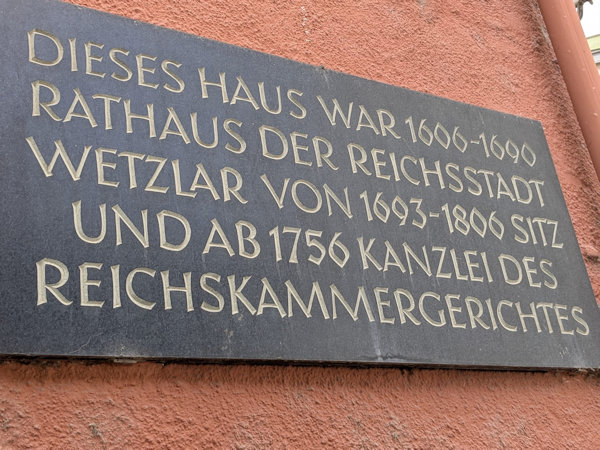 DIESES HAUS WAR 1606-1690
RATHAUS DER REICHSSTADT
WETZLAR VON 1693-1806 SITZ
UND AB 1756 KANZLEI DES
REICHSKAMMERGERICHTES